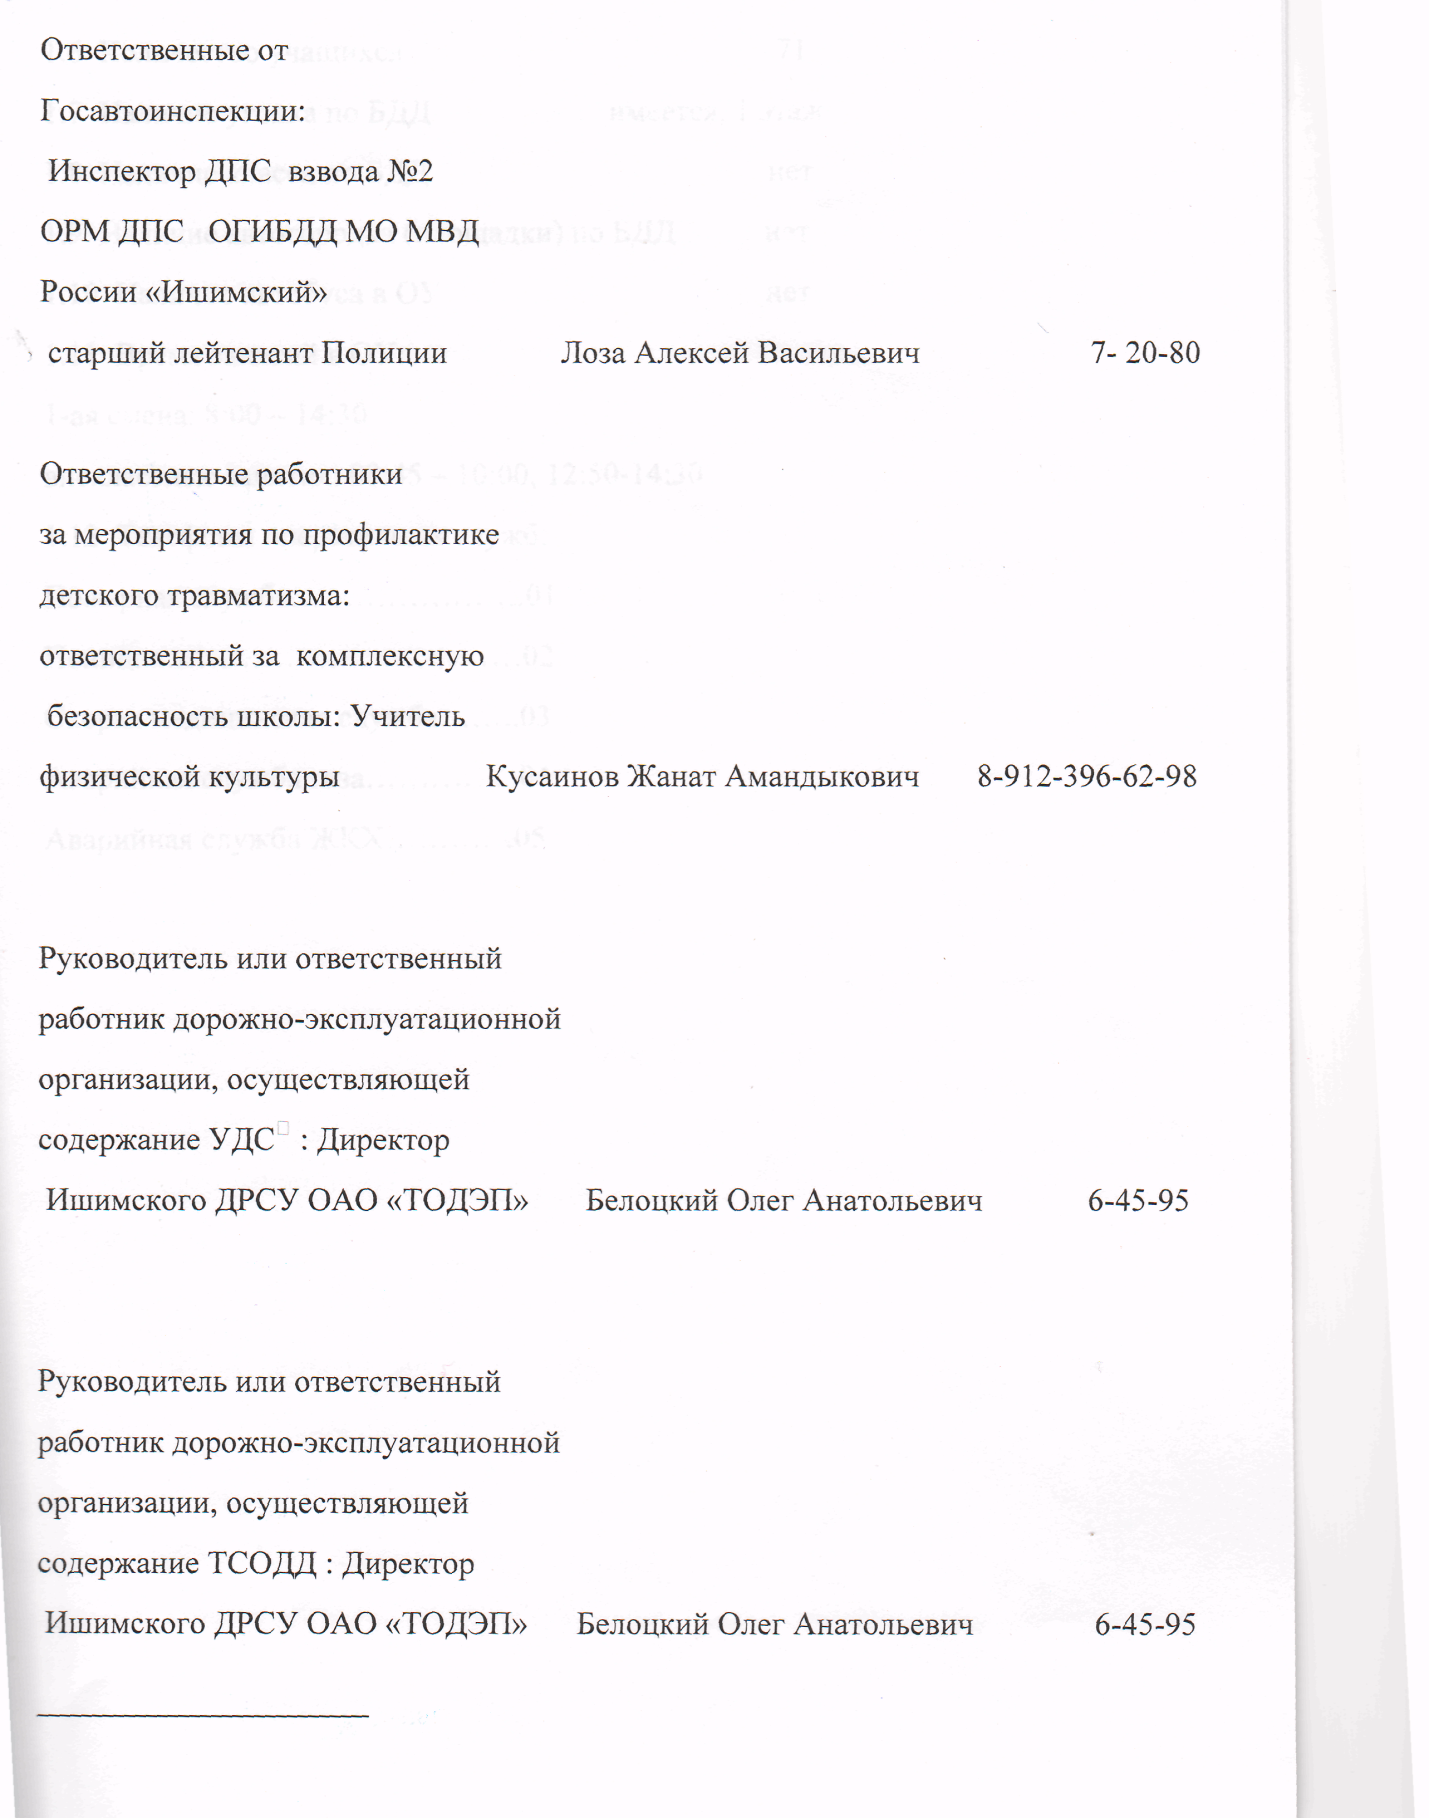 Ответственные от
Госавтоинспекции:
Инспектор ДПС взвода №2
ОРМ ДПС ОГИБДД МО МВД
России «Ишимский»
старший лейтенант Полиции Лоза Алексей Васильевич 7- 20-80
Ответственные работники
за мероприятия по профилактике
детского травматизма:
ответственный за комплексную
безопасность школы: Учитель
физической культуры Кусаинов Жанат Амандыкович 8-912-396-62-98
Руководитель или ответственный
работник дорожно-эксплуатационной
организации, осуществляющей
содержание УДС : Директор
Ишимского ДРСУ ОАО «ТОДЭП» Белоцкий Олег Анатольевич 6-45-95
Руководитель или ответственный
работник дорожно-эксплуатационной
организации, осуществляющей
содержание ТСОДД : Директор
Ишимского ДРСУ ОАО «ТОДЭП» Белоцкий Олег Анатольевич 6-45-95